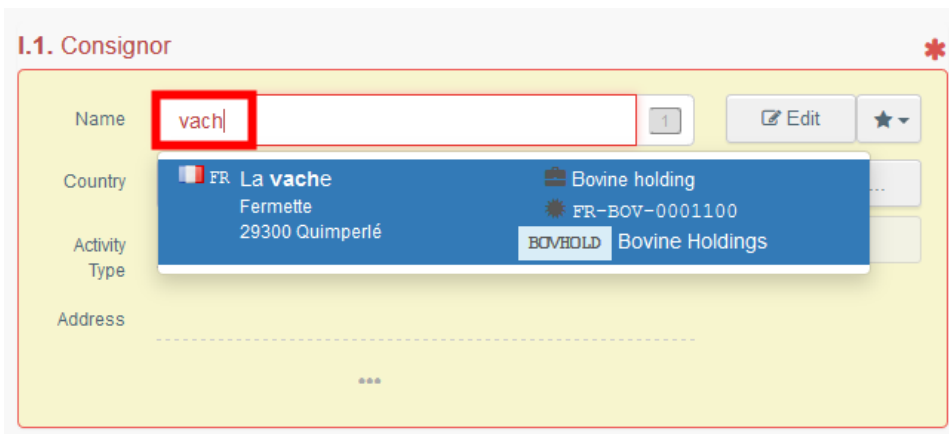 I.1. Consignor
Name vach 1 Edit
Country FR La vache Bovine holding ...
Fermette FR-BOV-0001100
Activity Type 29300 Quimperlé BOVHOLD Bovine Holdings
Address